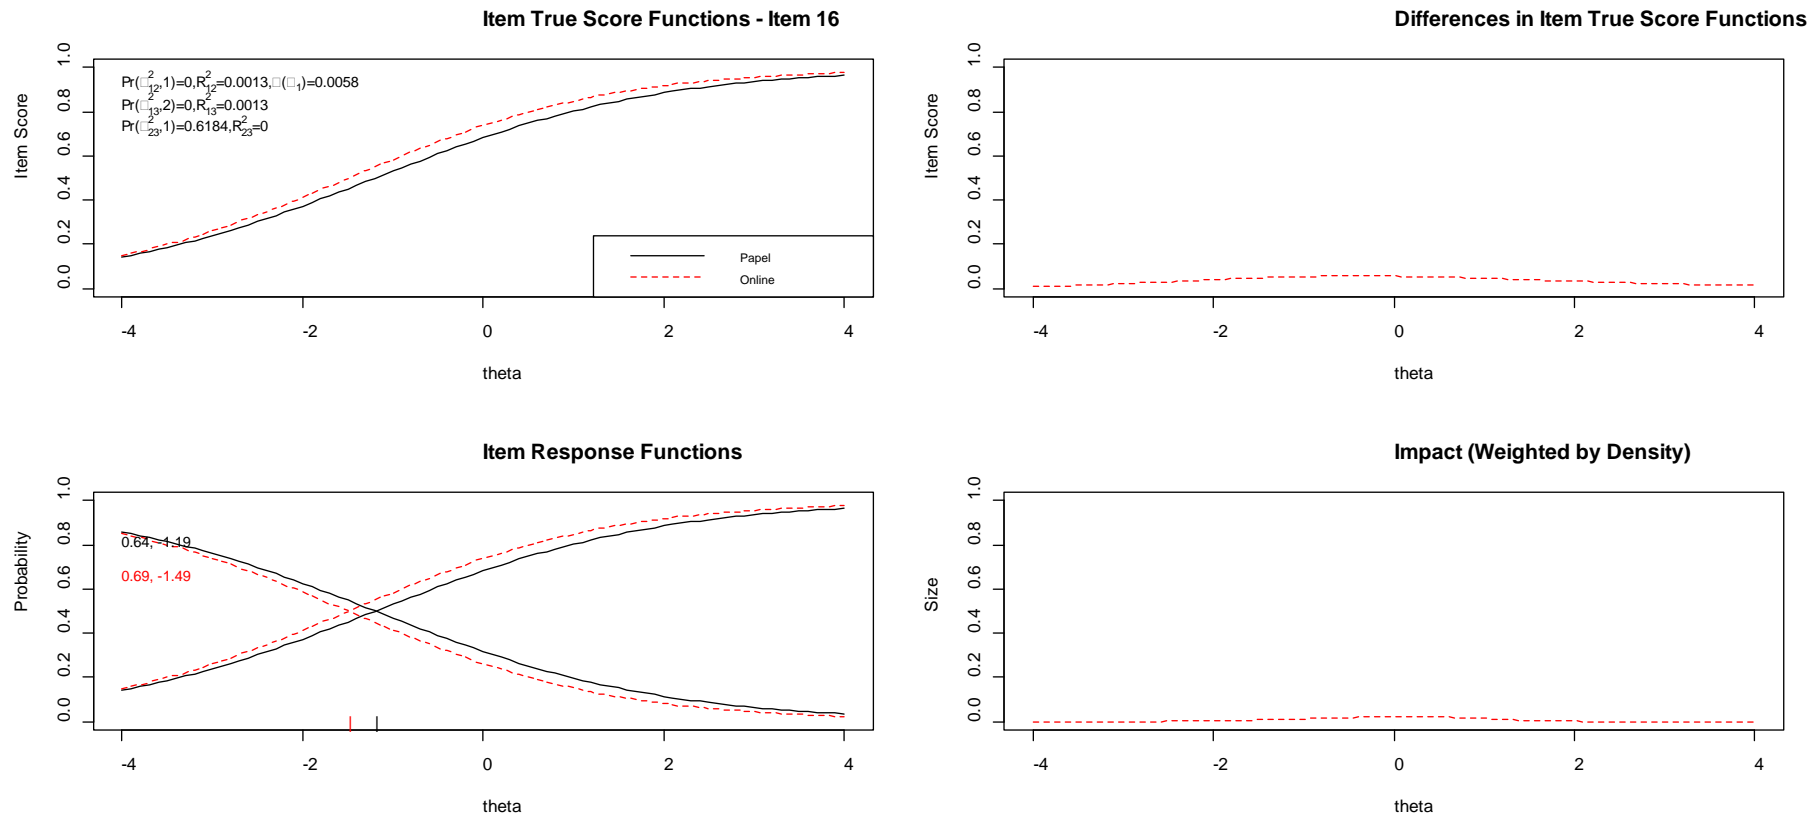 Item True Score Functions - Item 16
Pr(□²₁₂,1)=0,R²₁₂=0.0013,□(□₁)=0.0058
Pr(□²₁₃,2)=0,R²₁₃=0.0013
Pr(□²₂₃,1)=0.6184,R²₂₃=0
Item Score
0.0 0.2 0.4 0.6 0.8 1.0
Papel
Online
-4 -2 0 2 4
theta
Differences in Item True Score Functions
Item Score
0.0 0.2 0.4 0.6 0.8 1.0
-4 -2 0 2 4
theta
Item Response Functions
Probability
0.0 0.2 0.4 0.6 0.8 1.0
0.64, -1.19
0.69, -1.49
-4 -2 0 2 4
theta
Impact (Weighted by Density)
Size
0.0 0.2 0.4 0.6 0.8 1.0
-4 -2 0 2 4
theta